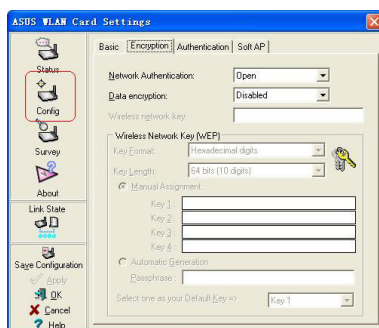 ASUS WLAN Card Settings
Status
Config
Survey
About
Link State
Save Configuration
Apply
OK
Cancel
Help
Basic Encryption Authentication Soft AP
Network Authentication: Open
Data encryption: Disabled
Wireless network key:
Wireless Network Key (WEP)
Key Format: Hexadecimal digits
Key Length: 64 bits (10 digits)
Manual Assignment
Key 1 :
Key 2 :
Key 3 :
Key 4 :
Automatic Generation
Passphrase :
Select one as your Default Key => Key 1